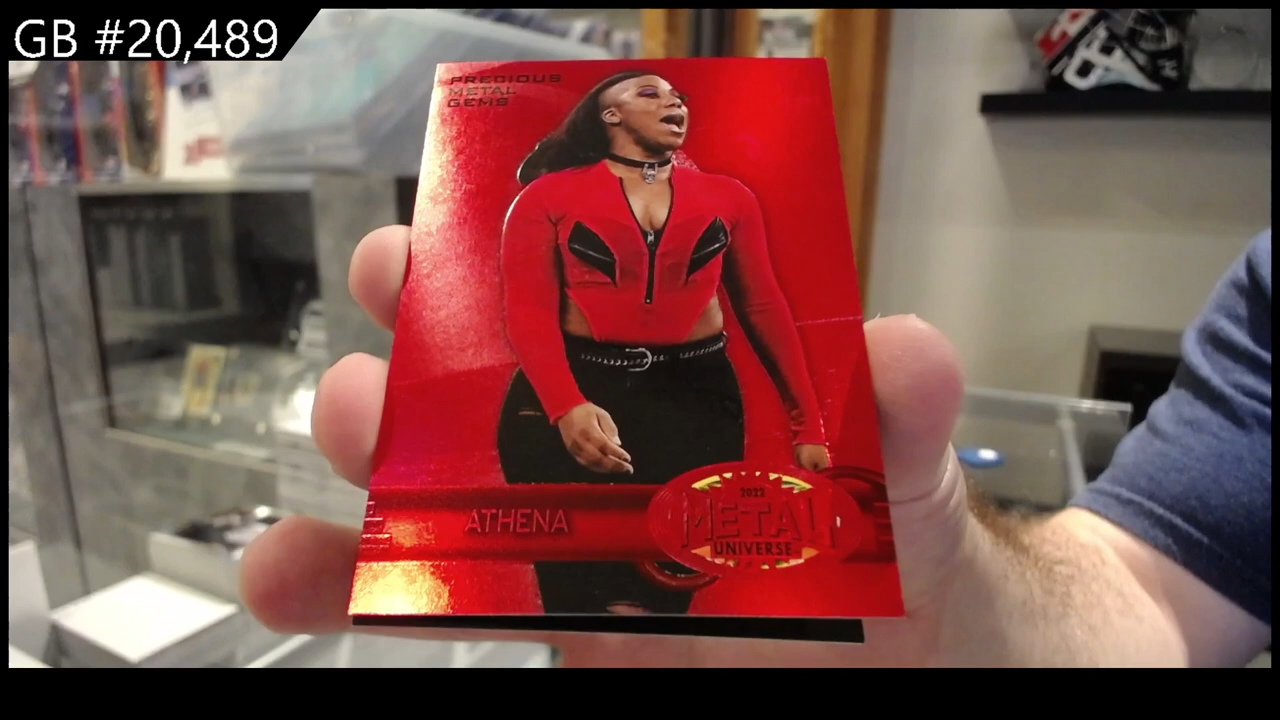 GB #20,489
PRECIOUS
METAL
GEMS
ATHENA
2022
METAL
UNIVERSE